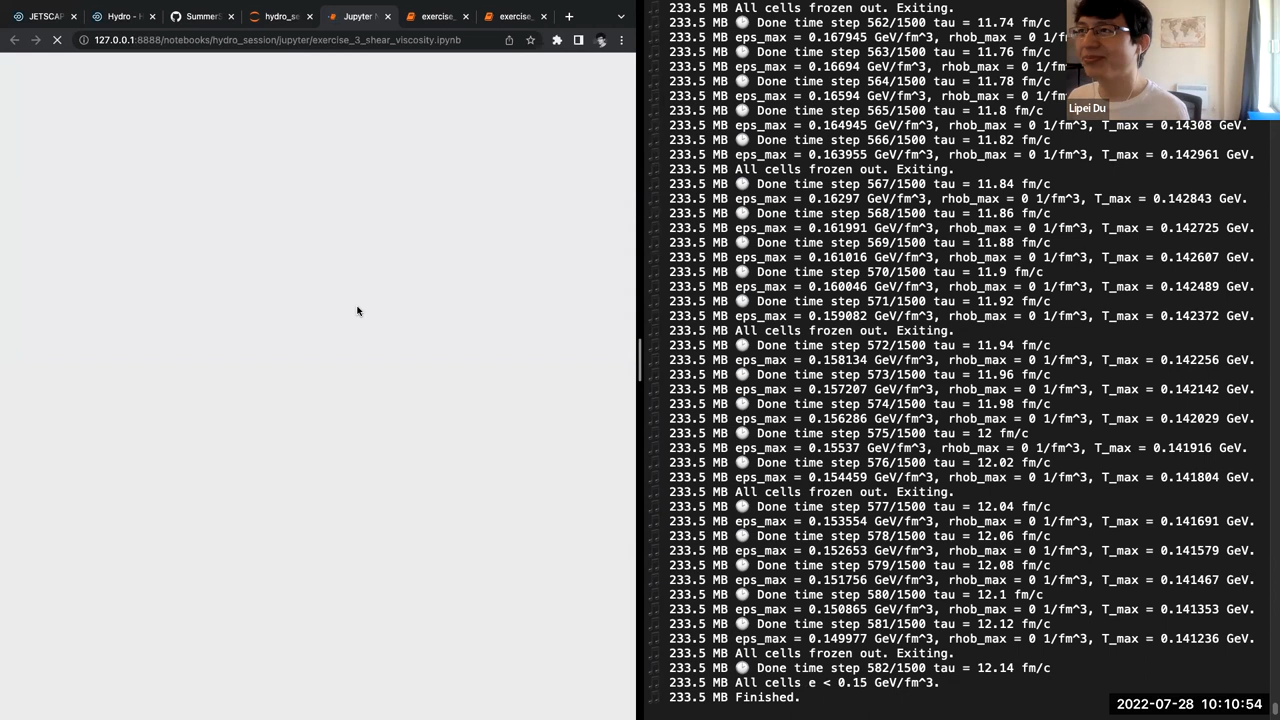 JETSCAP
Hydro - H
SummerS
hydro_se
Jupyter N
exercise_
exercise_
127.0.0.1:8888/notebooks/hydro_session/jupyter/exercise_3_shear_viscosity.ipynb
233.5 MB All cells frozen out. Exiting.
233.5 MB Done time step 562/1500 tau = 11.74 fm/c
233.5 MB eps_max = 0.167945 GeV/fm^3, rhob_max = 0 1/f
233.5 MB Done time step 563/1500 tau = 11.76 fm/c
233.5 MB eps_max = 0.16694 GeV/fm^3, rhob_max = 0 1/fm
233.5 MB Done time step 564/1500 tau = 11.78 fm/c
233.5 MB eps_max = 0.16594 GeV/fm^3, rhob_max = 0 1/fm
233.5 MB Done time step 565/1500 tau = 11.8 fm/c
233.5 MB eps_max = 0.164945 GeV/fm^3, rhob_max = 0 1/fm^3, T_max = 0.14308 GeV.
233.5 MB Done time step 566/1500 tau = 11.82 fm/c
233.5 MB eps_max = 0.163955 GeV/fm^3, rhob_max = 0 1/fm^3, T_max = 0.142961 GeV.
233.5 MB All cells frozen out. Exiting.
233.5 MB Done time step 567/1500 tau = 11.84 fm/c
233.5 MB eps_max = 0.16297 GeV/fm^3, rhob_max = 0 1/fm^3, T_max = 0.142843 GeV.
233.5 MB Done time step 568/1500 tau = 11.86 fm/c
233.5 MB eps_max = 0.161991 GeV/fm^3, rhob_max = 0 1/fm^3, T_max = 0.142725 GeV.
233.5 MB Done time step 569/1500 tau = 11.88 fm/c
233.5 MB eps_max = 0.161016 GeV/fm^3, rhob_max = 0 1/fm^3, T_max = 0.142607 GeV.
233.5 MB Done time step 570/1500 tau = 11.9 fm/c
233.5 MB eps_max = 0.160046 GeV/fm^3, rhob_max = 0 1/fm^3, T_max = 0.142489 GeV.
233.5 MB Done time step 571/1500 tau = 11.92 fm/c
233.5 MB eps_max = 0.159082 GeV/fm^3, rhob_max = 0 1/fm^3, T_max = 0.142372 GeV.
233.5 MB All cells frozen out. Exiting.
233.5 MB Done time step 572/1500 tau = 11.94 fm/c
233.5 MB eps_max = 0.158134 GeV/fm^3, rhob_max = 0 1/fm^3, T_max = 0.142256 GeV.
233.5 MB Done time step 573/1500 tau = 11.96 fm/c
233.5 MB eps_max = 0.157207 GeV/fm^3, rhob_max = 0 1/fm^3, T_max = 0.142142 GeV.
233.5 MB Done time step 574/1500 tau = 11.98 fm/c
233.5 MB eps_max = 0.156286 GeV/fm^3, rhob_max = 0 1/fm^3, T_max = 0.142029 GeV.
233.5 MB Done time step 575/1500 tau = 12 fm/c
233.5 MB eps_max = 0.15537 GeV/fm^3, rhob_max = 0 1/fm^3, T_max = 0.141916 GeV.
233.5 MB Done time step 576/1500 tau = 12.02 fm/c
233.5 MB eps_max = 0.154459 GeV/fm^3, rhob_max = 0 1/fm^3, T_max = 0.141804 GeV.
233.5 MB All cells frozen out. Exiting.
233.5 MB Done time step 577/1500 tau = 12.04 fm/c
233.5 MB eps_max = 0.153554 GeV/fm^3, rhob_max = 0 1/fm^3, T_max = 0.141691 GeV.
233.5 MB Done time step 578/1500 tau = 12.06 fm/c
233.5 MB eps_max = 0.152653 GeV/fm^3, rhob_max = 0 1/fm^3, T_max = 0.141579 GeV.
233.5 MB Done time step 579/1500 tau = 12.08 fm/c
233.5 MB eps_max = 0.151756 GeV/fm^3, rhob_max = 0 1/fm^3, T_max = 0.141467 GeV.
233.5 MB Done time step 580/1500 tau = 12.1 fm/c
233.5 MB eps_max = 0.150865 GeV/fm^3, rhob_max = 0 1/fm^3, T_max = 0.141353 GeV.
233.5 MB Done time step 581/1500 tau = 12.12 fm/c
233.5 MB eps_max = 0.149977 GeV/fm^3, rhob_max = 0 1/fm^3, T_max = 0.141236 GeV.
233.5 MB All cells frozen out. Exiting.
233.5 MB Done time step 582/1500 tau = 12.14 fm/c
233.5 MB All cells e < 0.15 GeV/fm^3.
233.5 MB Finished.
Lipei Du
2022-07-28 10:10:54